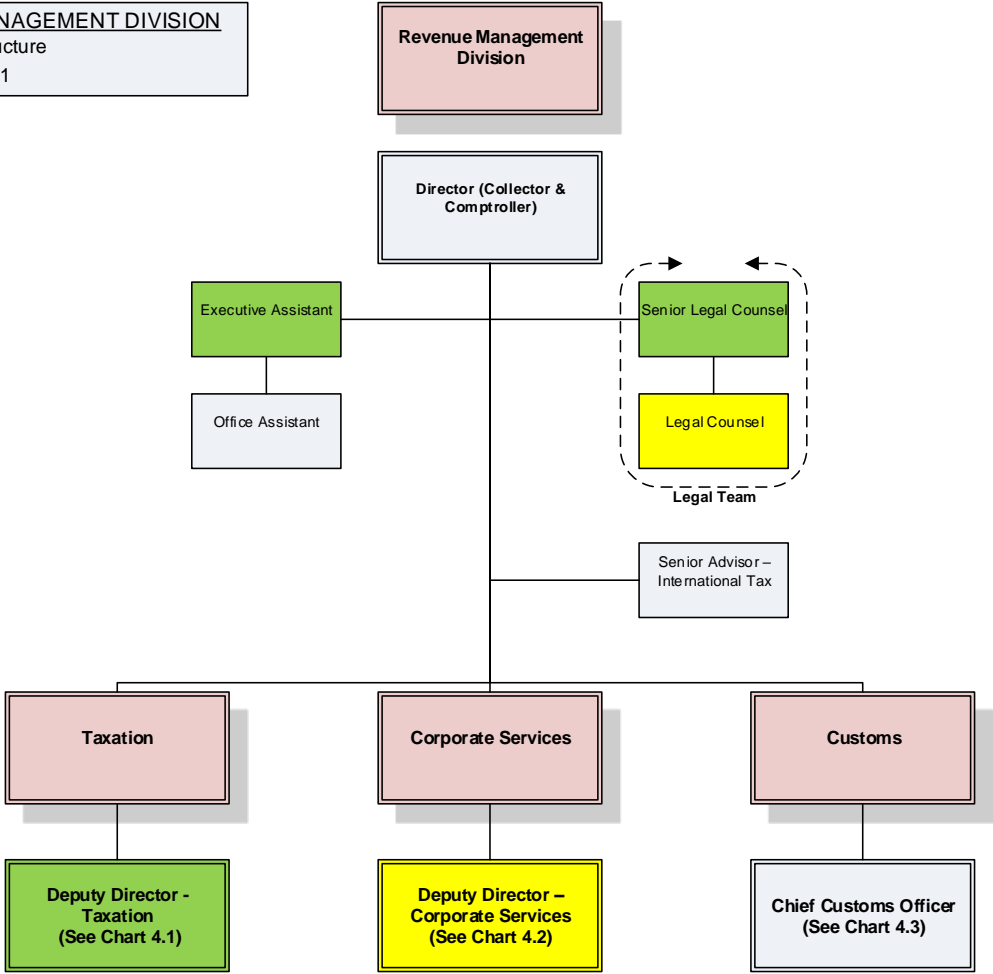 NAGEMENT DIVISION
ucture
1
Revenue Management
Division
Director (Collector &
Comptroller)
Executive Assistant
Senior Legal Counsel
Office Assistant
Legal Counsel
Legal Team
Senior Advisor –
International Tax
Taxation
Corporate Services
Customs
Deputy Director -
Taxation
(See Chart 4.1)
Deputy Director –
Corporate Services
(See Chart 4.2)
Chief Customs Officer
(See Chart 4.3)